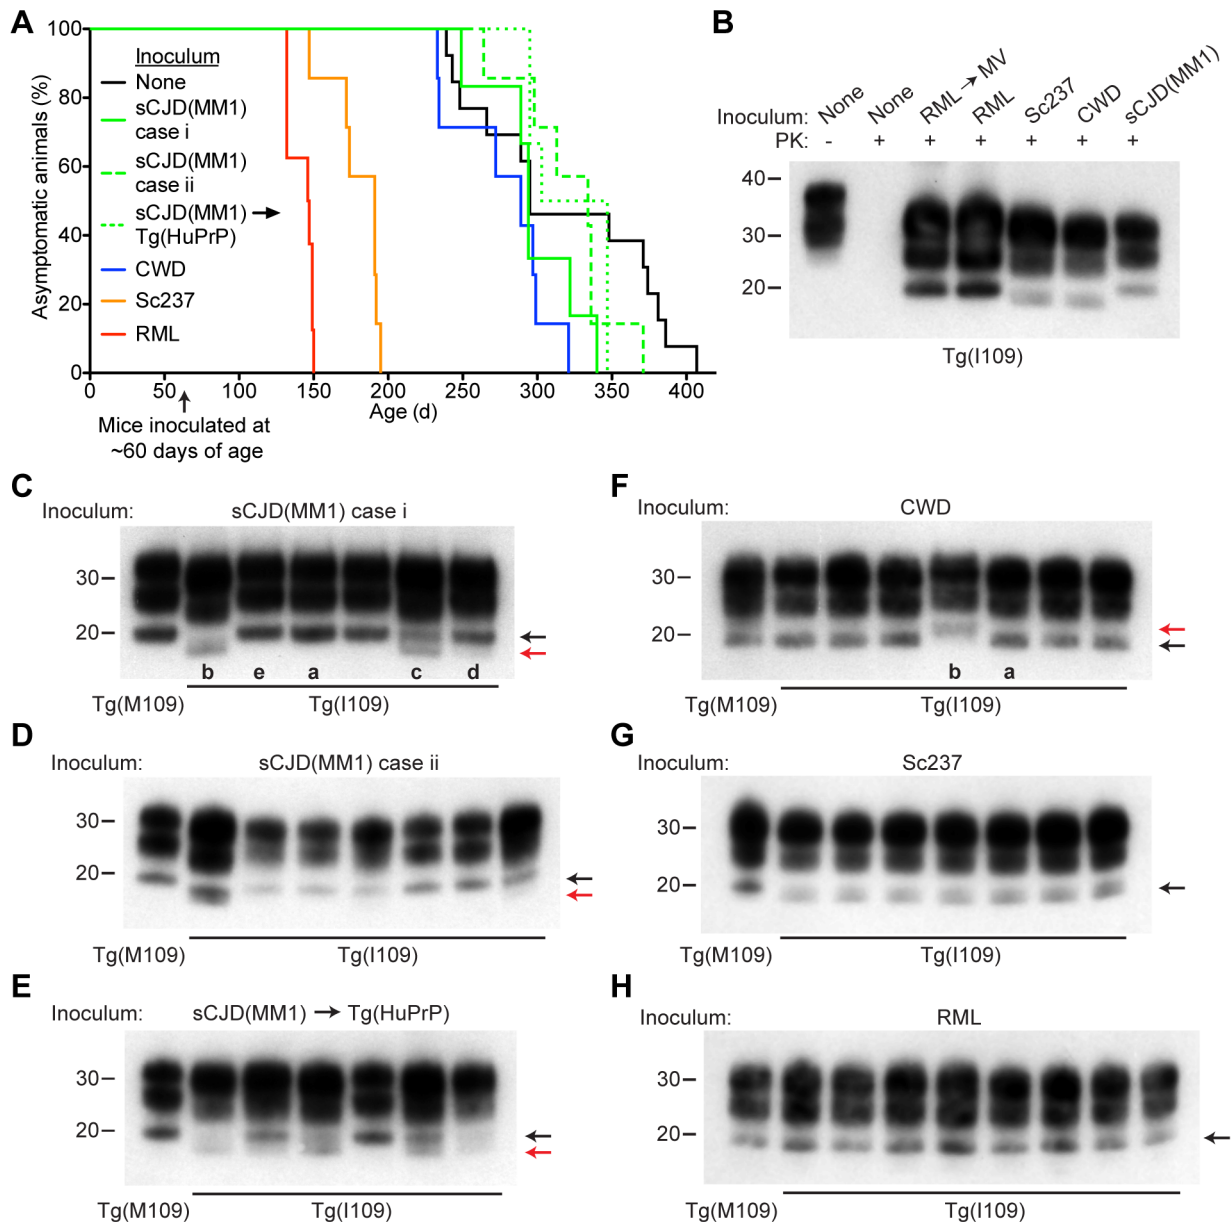 A
Asymptomatic animals (%)
100
80
60
40
20
0
Inoculum
None
sCJD(MM1)
case i
sCJD(MM1)
case ii
sCJD(MM1) →
Tg(HuPrP)
CWD
Sc237
RML
0 50 100 150 200 250 300 350 400
Age (d)
Mice inoculated at
~60 days of age
B
Inoculum: None None RML → MV RML Sc237 CWD sCJD(MM1)
PK: - + + + + + +
40
30
20
Tg(I109)
C
Inoculum: sCJD(MM1) case i
30
20
b e a c d
Tg(M109) Tg(I109)
D
Inoculum: sCJD(MM1) case ii
30
20
Tg(M109) Tg(I109)
E
Inoculum: sCJD(MM1) → Tg(HuPrP)
30
20
Tg(M109) Tg(I109)
F
Inoculum: CWD
30
20
b a
Tg(M109) Tg(I109)
G
Inoculum: Sc237
30
20
Tg(M109) Tg(I109)
H
Inoculum: RML
30
20
Tg(M109) Tg(I109)